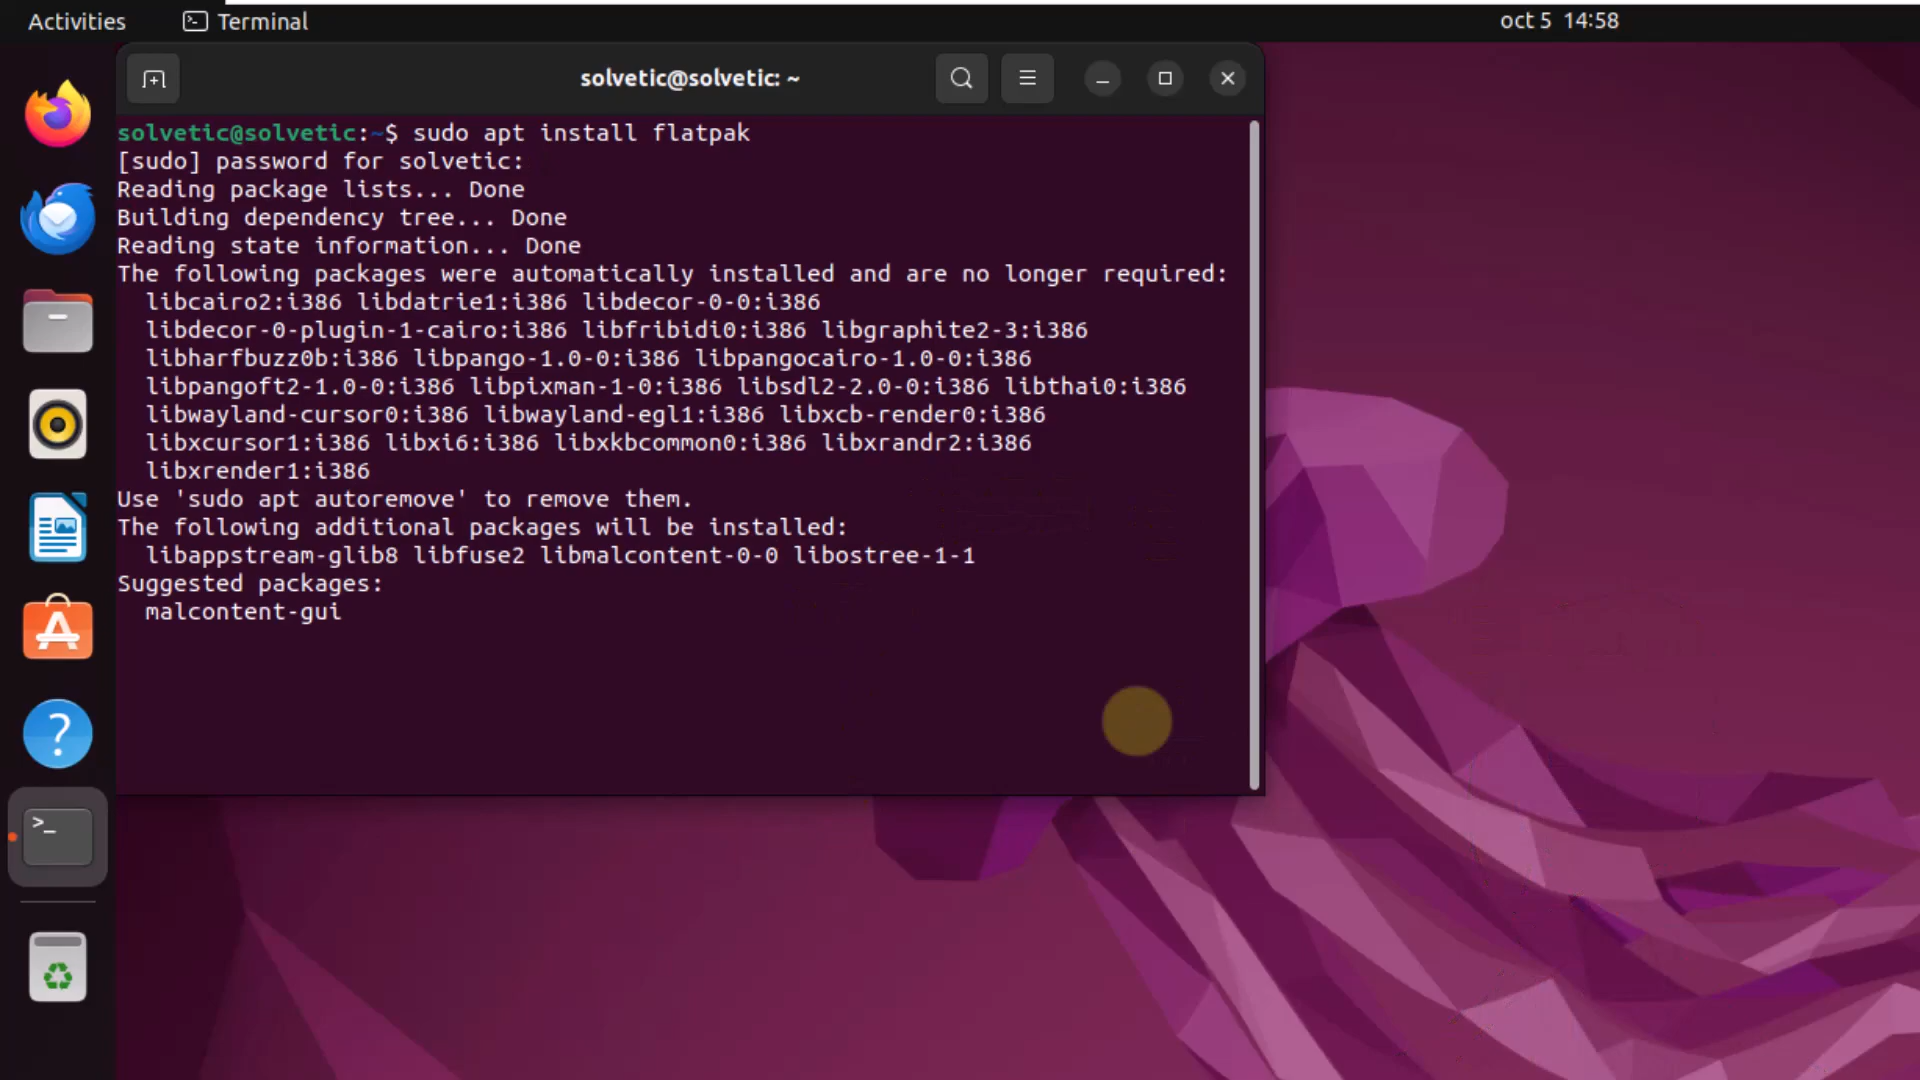 Activities
Terminal
oct 5 14:58
solvetic@solvetic: ~
solvetic@solvetic:~$ sudo apt install flatpak
[sudo] password for solvetic:
Reading package lists... Done
Building dependency tree... Done
Reading state information... Done
The following packages were automatically installed and are no longer required:
libcairo2:i386 libdatrie1:i386 libdecor-0-0:i386
libdecor-0-plugin-1-cairo:i386 libfribidi0:i386 libgraphite2-3:i386
libharfbuzz0b:i386 libpango-1.0-0:i386 libpangocairo-1.0-0:i386
libpangoft2-1.0-0:i386 libpixman-1-0:i386 libsdl2-2.0-0:i386 libthai0:i386
libwayland-cursor0:i386 libwayland-egl1:i386 libxcb-render0:i386
libxcursor1:i386 libxi6:i386 libxkbcommon0:i386 libxrandr2:i386
libxrender1:i386
Use 'sudo apt autoremove' to remove them.
The following additional packages will be installed:
libappstream-glib8 libfuse2 libmalcontent-0-0 libostree-1-1
Suggested packages:
malcontent-gui